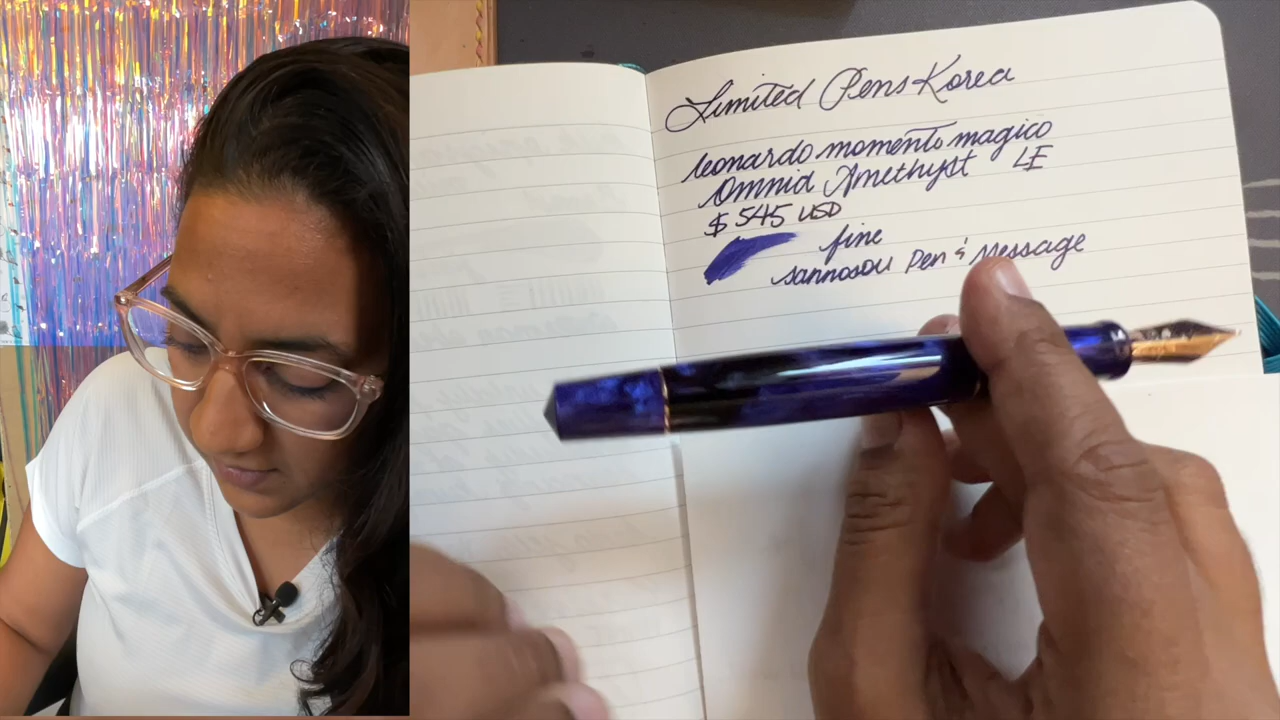 Limited Pens Korea
leonardo momento magico
Omnia Amethyst LE
$545 USD
fine
sannosou Pen & Message